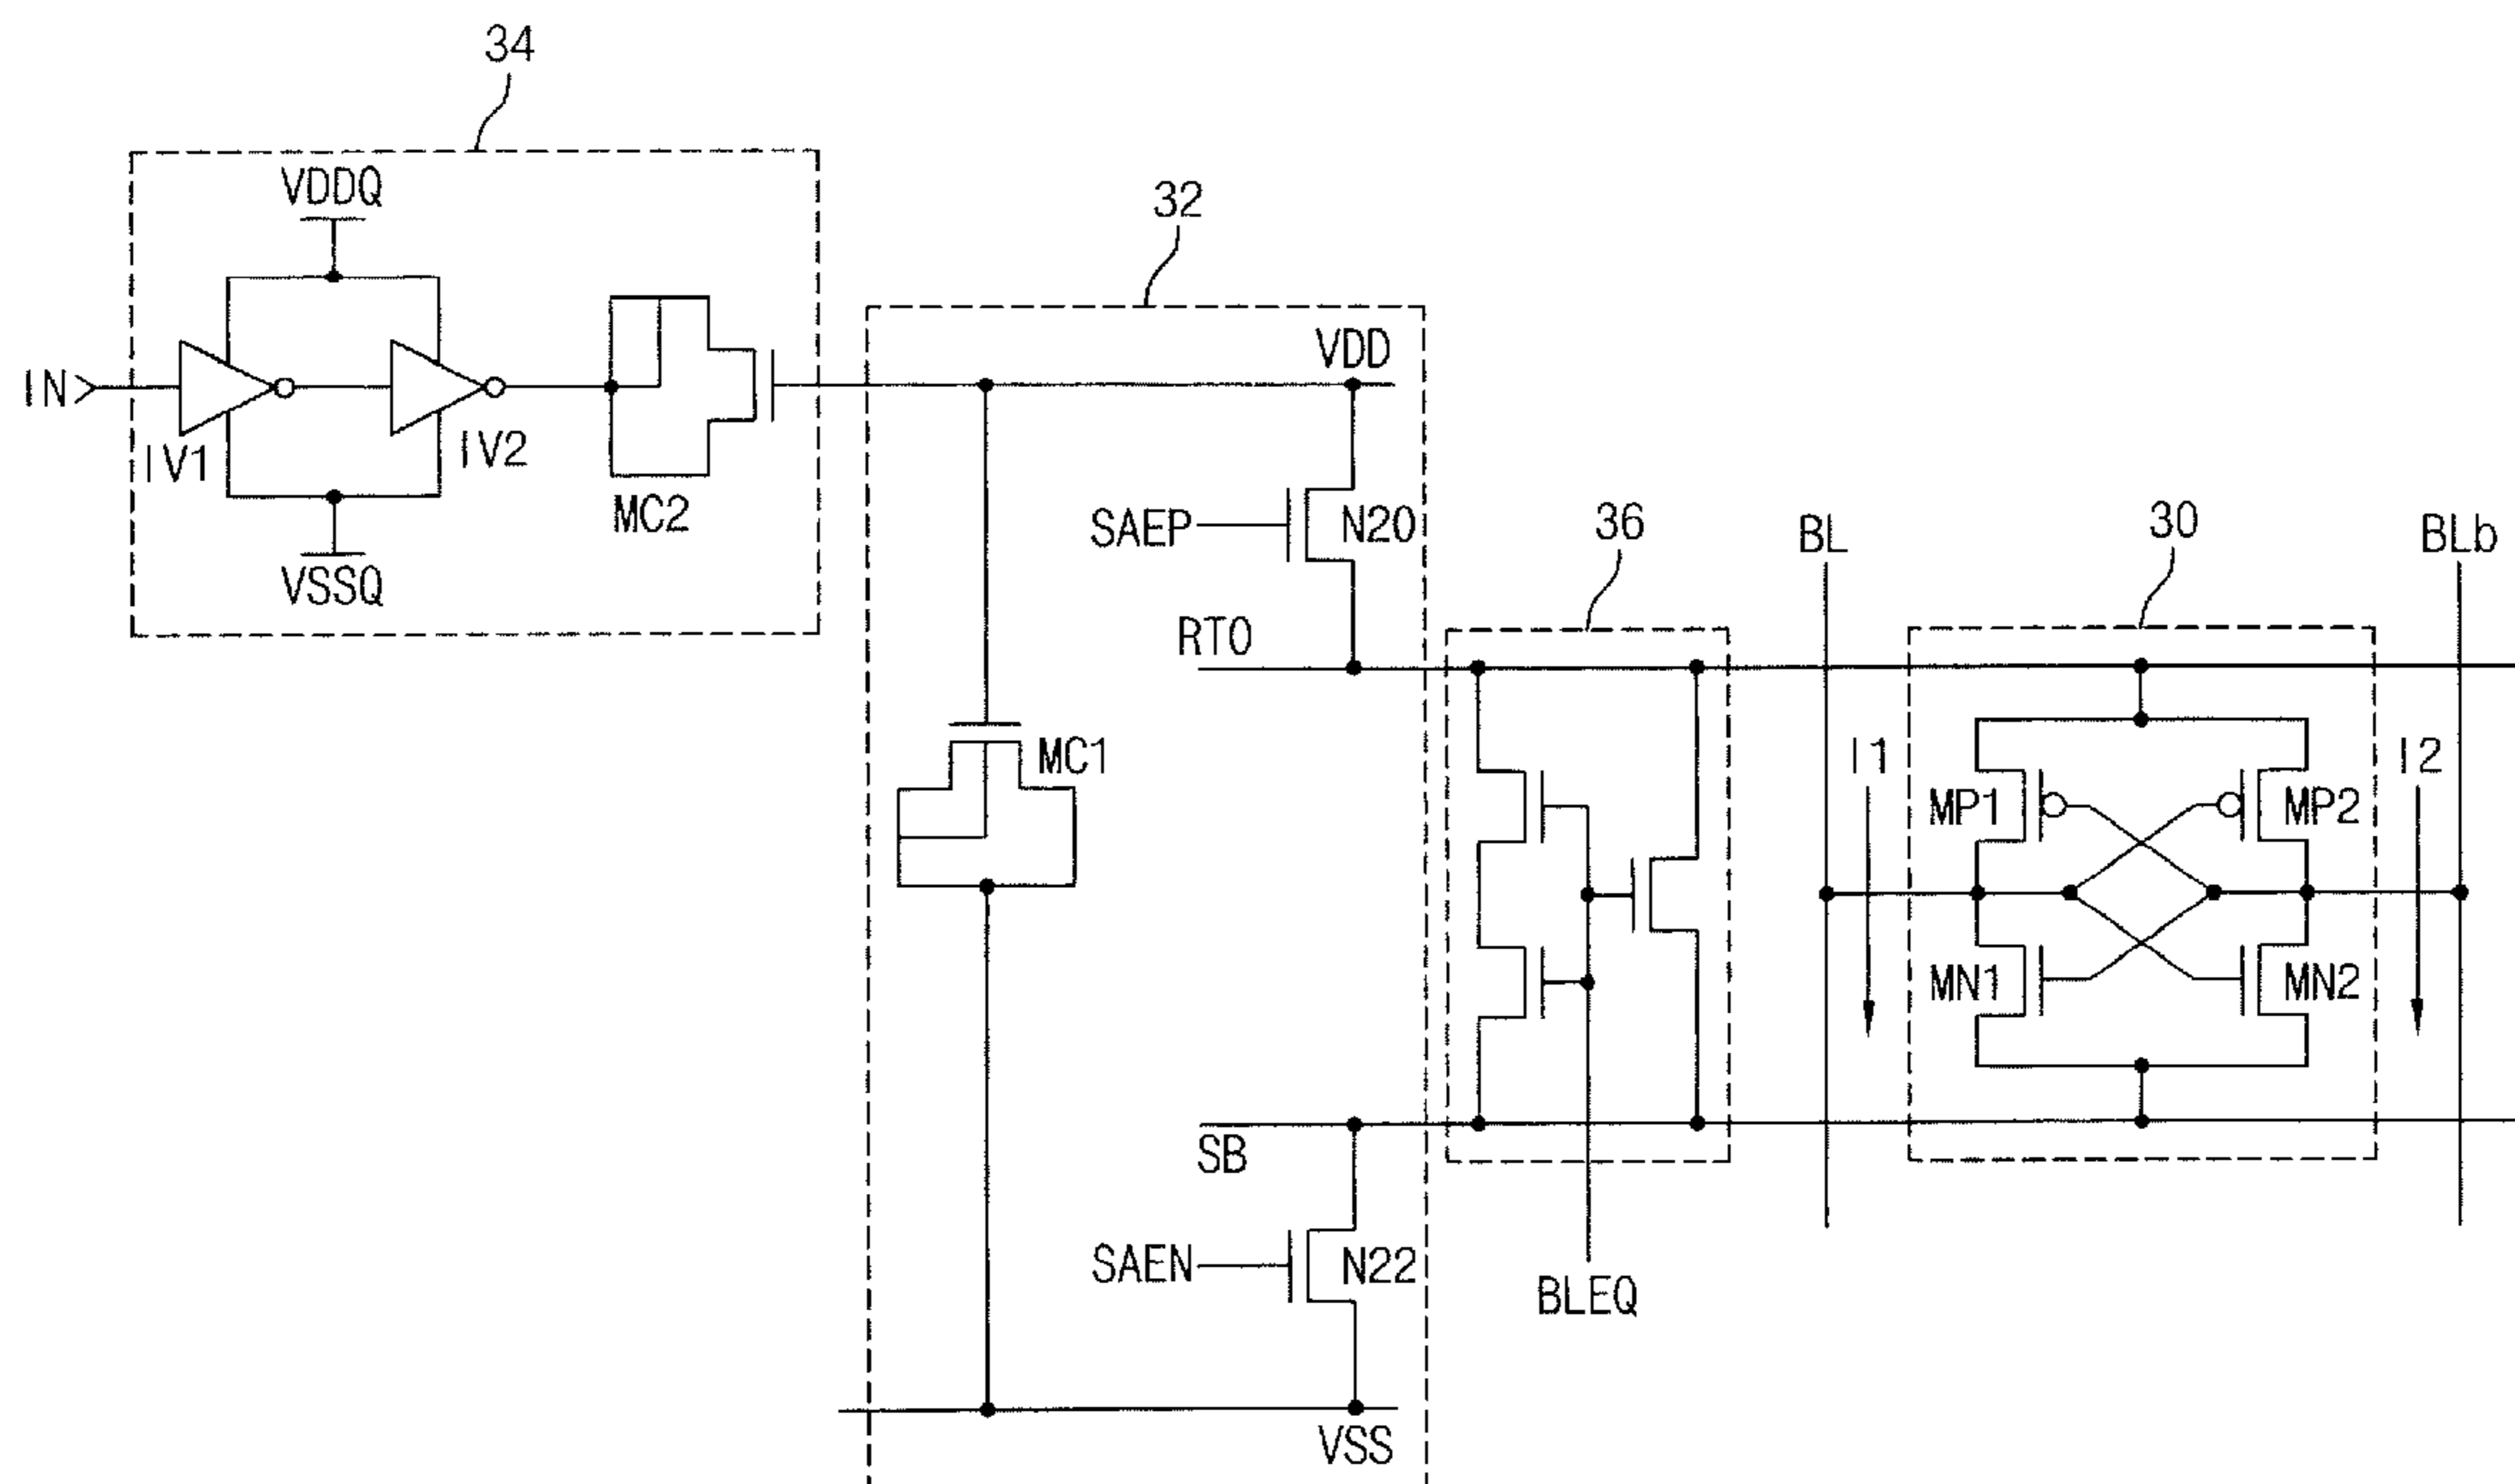 34
VDDQ
32
VDD
IN
IV1
IV2
MC2
VSSQ
SAEP
N20
36
BL
30
BLb
RTO
MC1
I1
MP1
MP2
I2
MN1
MN2
SB
SAEN
N22
BLEQ
VSS